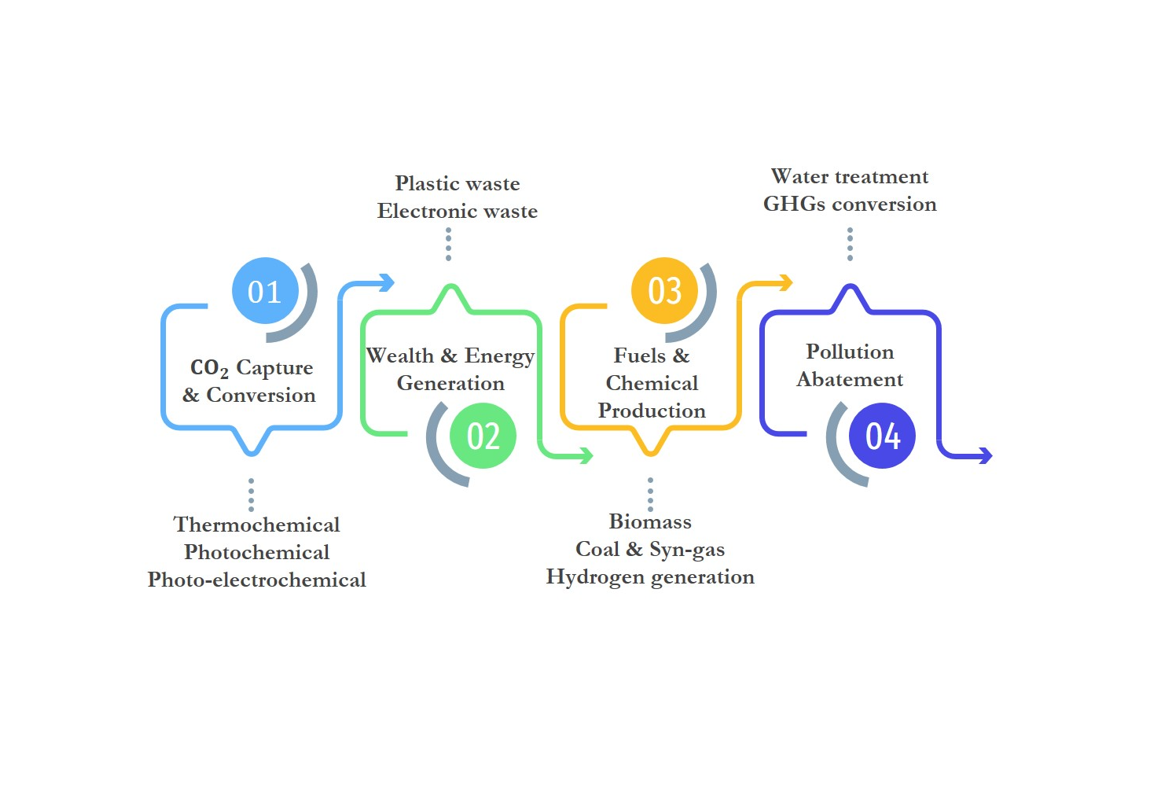 01
CO₂ Capture
& Conversion
Thermochemical
Photochemical
Photo-electrochemical
Plastic waste
Electronic waste
Wealth & Energy
Generation
02
03
Fuels &
Chemical
Production
Biomass
Coal & Syn-gas
Hydrogen generation
Water treatment
GHGs conversion
Pollution
Abatement
04